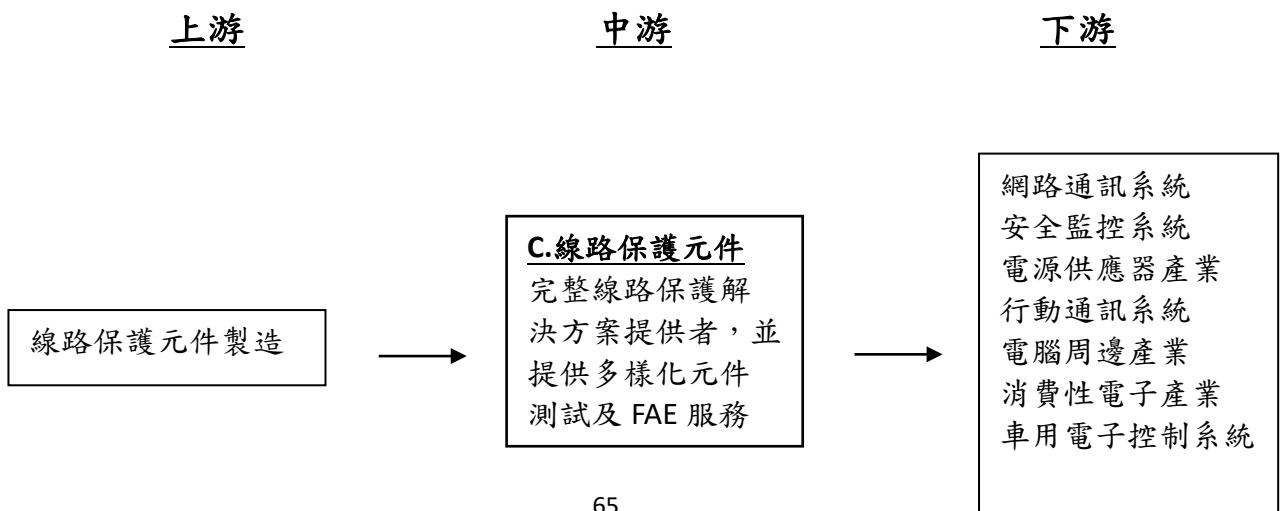 上游
中游
下游
線路保護元件製造
C.線路保護元件
完整線路保護解
決方案提供者，並
提供多樣化元件
測試及 FAE 服務
網路通訊系統
安全監控系統
電源供應器產業
行動通訊系統
電腦周邊產業
消費性電子產業
車用電子控制系統
65